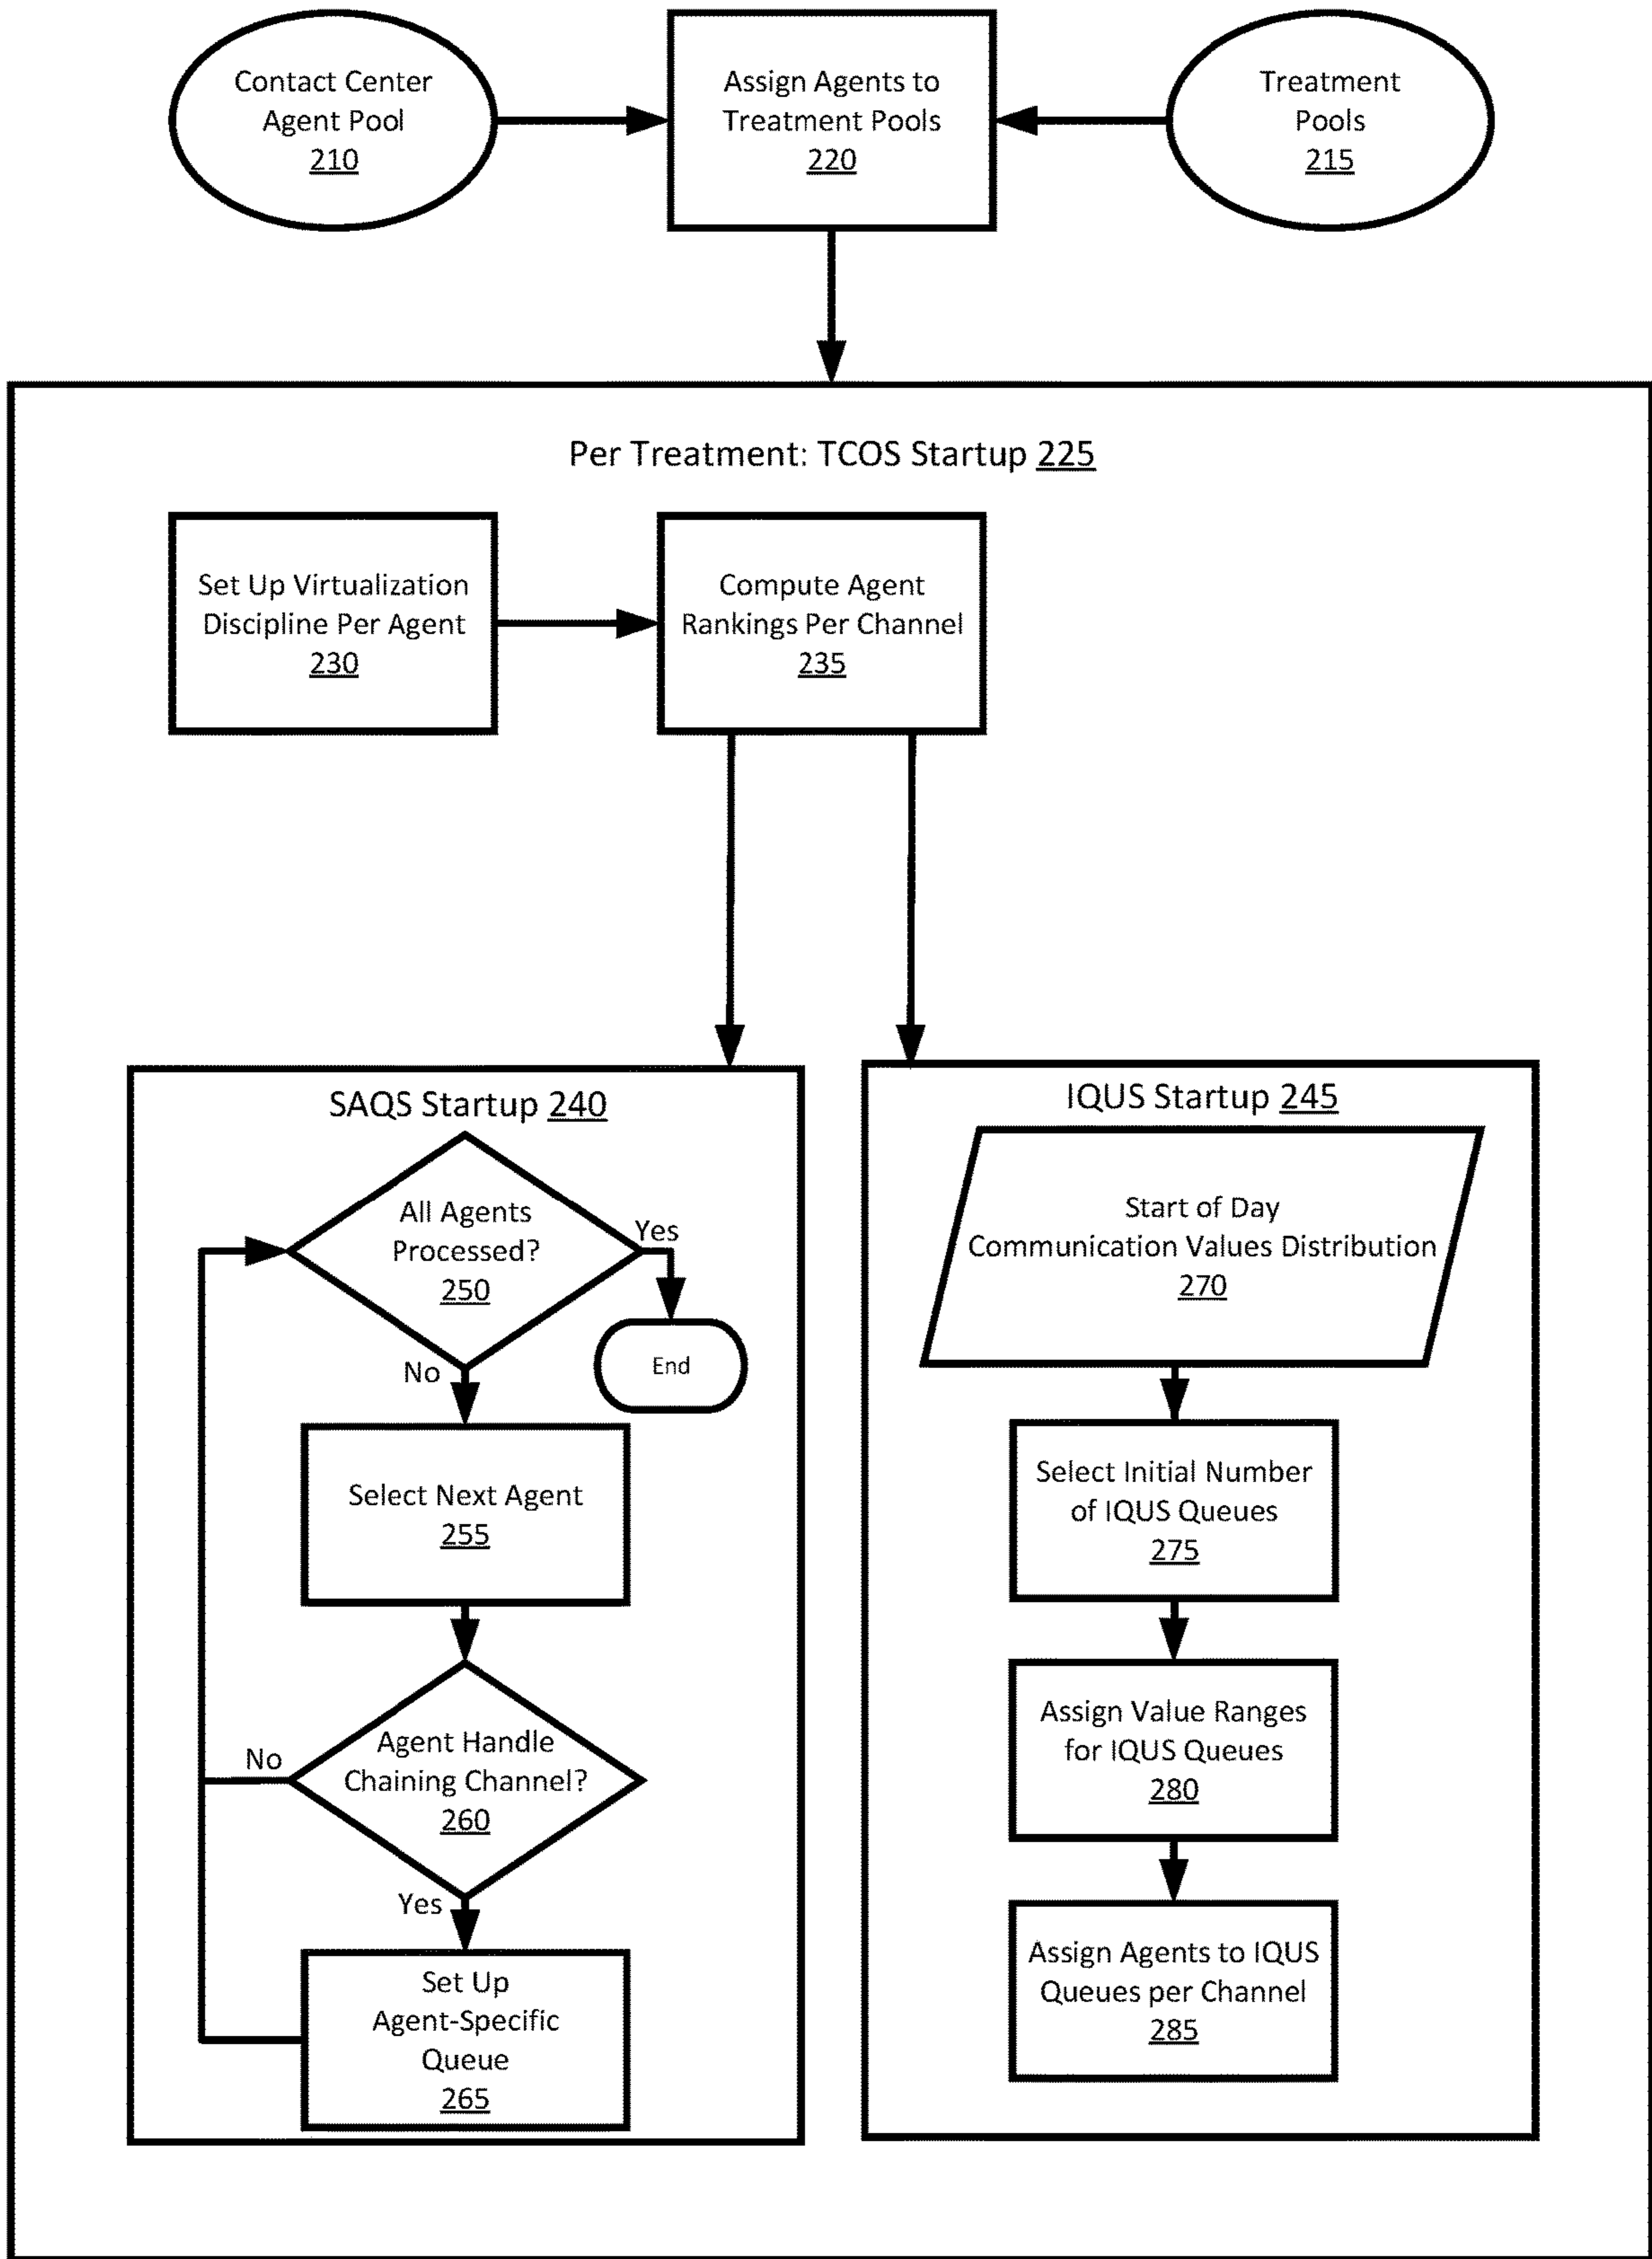 Contact Center
Agent Pool
210
Assign Agents to
Treatment Pools
220
Treatment
Pools
215
Per Treatment: TCOS Startup 225
Set Up Virtualization
Discipline Per Agent
230
Compute Agent
Rankings Per Channel
235
SAQS Startup 240
All Agents
Processed?
250
Yes
End
No
Select Next Agent
255
Agent Handle
Chaining Channel?
260
No
Yes
Set Up
Agent-Specific
Queue
265
IQUS Startup 245
Start of Day
Communication Values Distribution
270
Select Initial Number
of IQUS Queues
275
Assign Value Ranges
for IQUS Queues
280
Assign Agents to IQUS
Queues per Channel
285